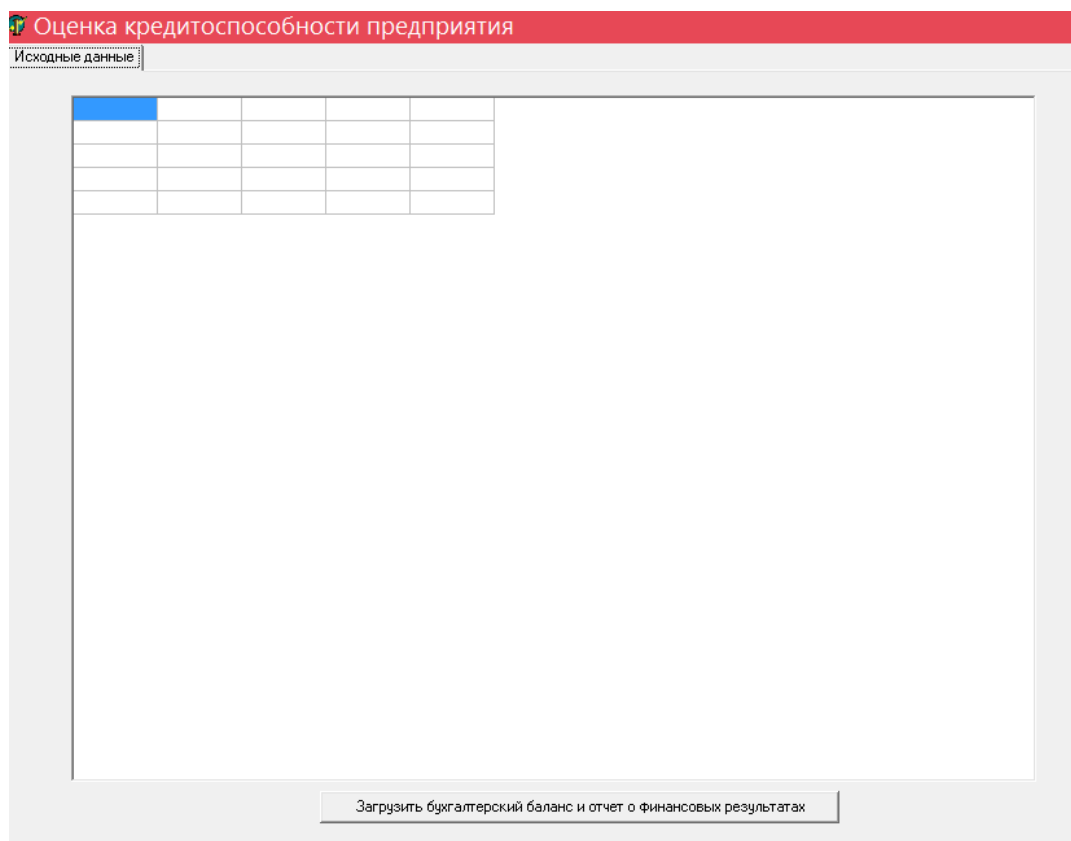 Оценка кредитоспособности предприятия
Исходные данные
Загрузить бухгалтерский баланс и отчет о финансовых результатах